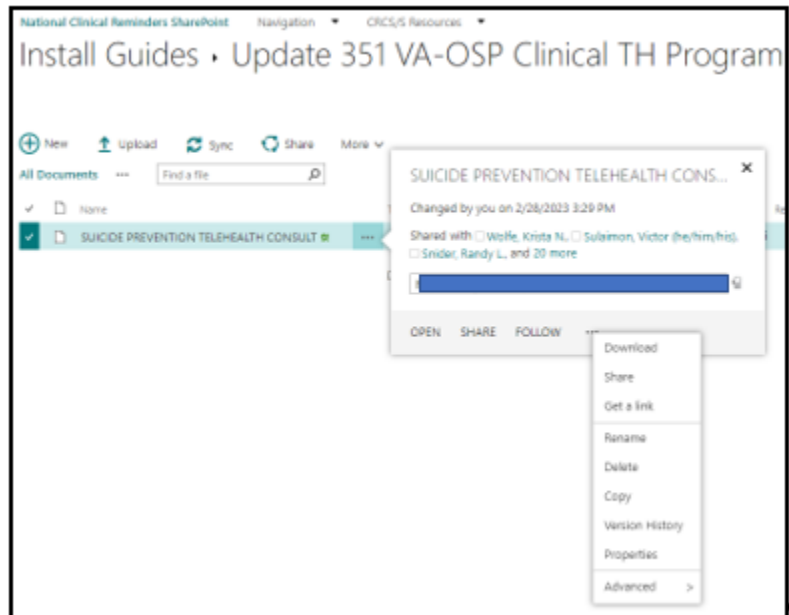 National Clinical Reminders SharePoint Navigation CRCS/S Resources
Install Guides Update 351 VA-OSP Clinical TH Program
New Upload Sync Share More
All Documents ... Find a file
Name
SUICIDE PREVENTION TELEHEALTH CONSULT ...
SUICIDE PREVENTION TELEHEALTH CONS...
Changed by you on 2/28/2023 3:29 PM
Shared with Wolfe, Krista N., Sulaimon, Victor (he/him/his),
Snider, Randy L., and 20 more
OPEN SHARE FOLLOW ...
Download
Share
Get a link
Rename
Delete
Copy
Version History
Properties
Advanced >